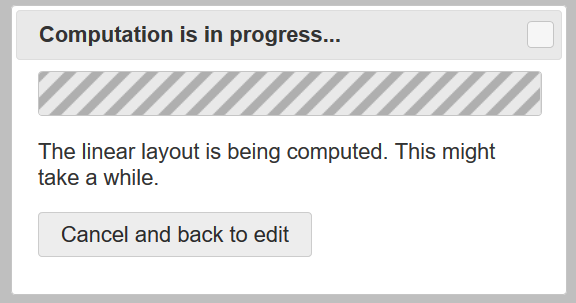 Computation is in progress...
The linear layout is being computed. This might
take a while.
Cancel and back to edit